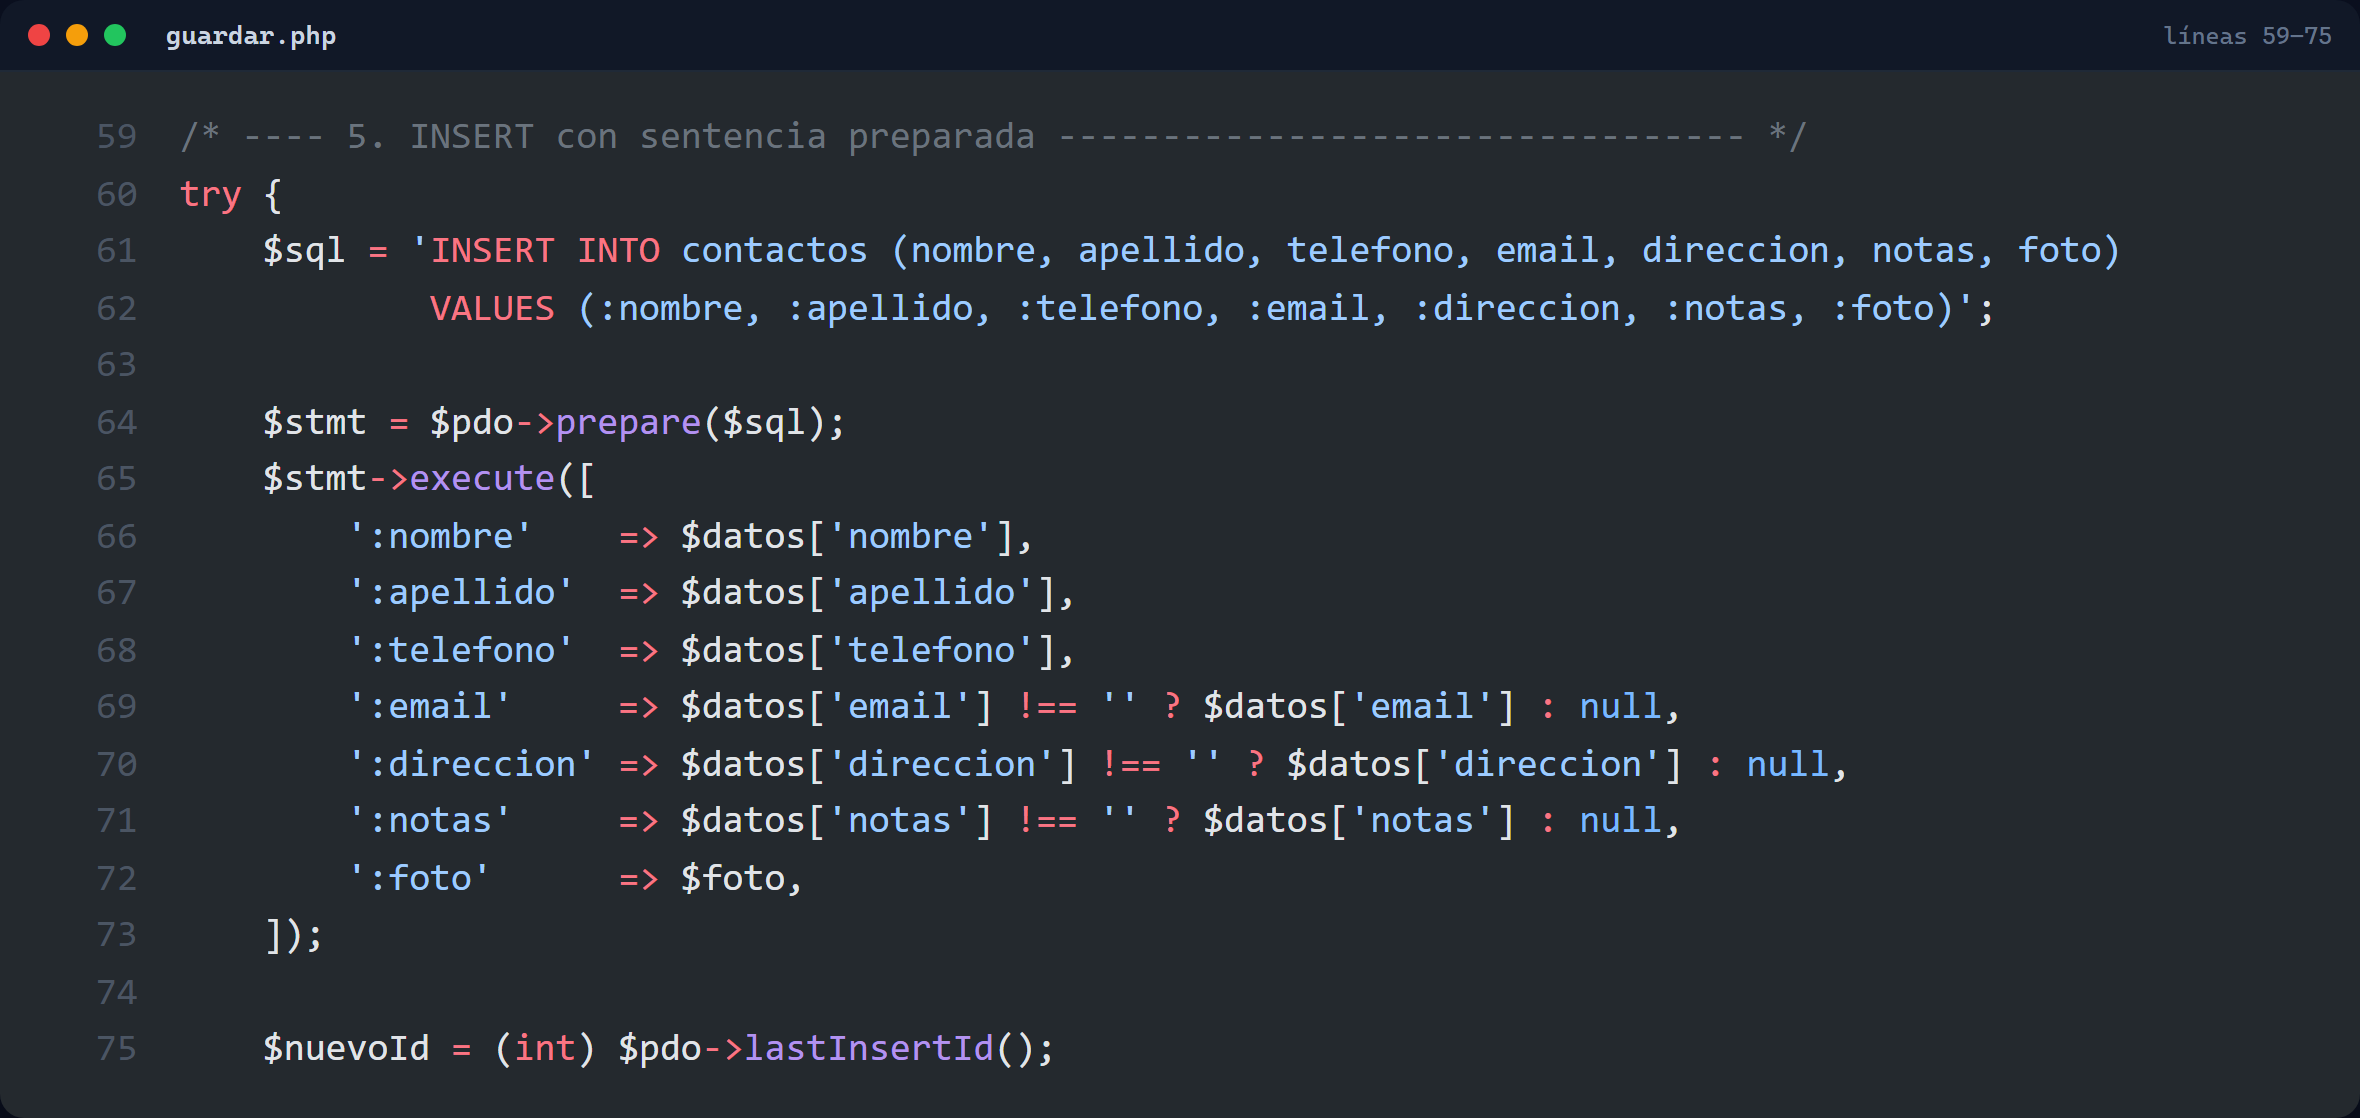 guardar.php
líneas 59–75
59 /* ---- 5. INSERT con sentencia preparada --------------------------------- */
60 try {
61     $sql = 'INSERT INTO contactos (nombre, apellido, telefono, email, direccion, notas, foto)
62             VALUES (:nombre, :apellido, :telefono, :email, :direccion, :notas, :foto)';
63
64     $stmt = $pdo->prepare($sql);
65     $stmt->execute([
66         ':nombre'    => $datos['nombre'],
67         ':apellido'  => $datos['apellido'],
68         ':telefono'  => $datos['telefono'],
69         ':email'     => $datos['email'] !== '' ? $datos['email'] : null,
70         ':direccion' => $datos['direccion'] !== '' ? $datos['direccion'] : null,
71         ':notas'     => $datos['notas'] !== '' ? $datos['notas'] : null,
72         ':foto'      => $foto,
73     ]);
74
75     $nuevoId = (int) $pdo->lastInsertId();